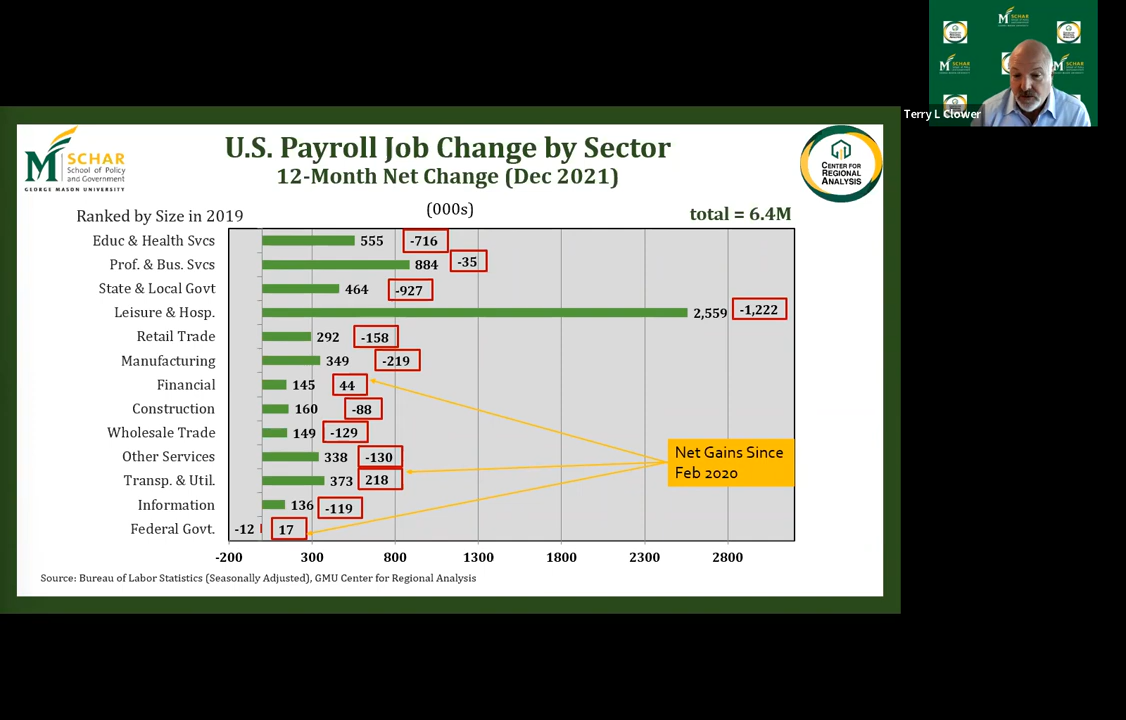 SCHAR
School of Policy
and Government
GEORGE MASON UNIVERSITY
U.S. Payroll Job Change by Sector
12-Month Net Change (Dec 2021)
CENTER FOR
REGIONAL
ANALYSIS
Terry L Clower
Ranked by Size in 2019
(000s)
total = 6.4M
Educ & Health Svcs 555 -716
Prof. & Bus. Svcs 884 -35
State & Local Govt 464 -927
Leisure & Hosp. 2,559 -1,222
Retail Trade 292 -158
Manufacturing 349 -219
Financial 145 44
Construction 160 -88
Wholesale Trade 149 -129
Other Services 338 -130
Transp. & Util. 373 218
Information 136 -119
Federal Govt. -12 17
Net Gains Since
Feb 2020
-200 300 800 1300 1800 2300 2800
Source: Bureau of Labor Statistics (Seasonally Adjusted), GMU Center for Regional Analysis